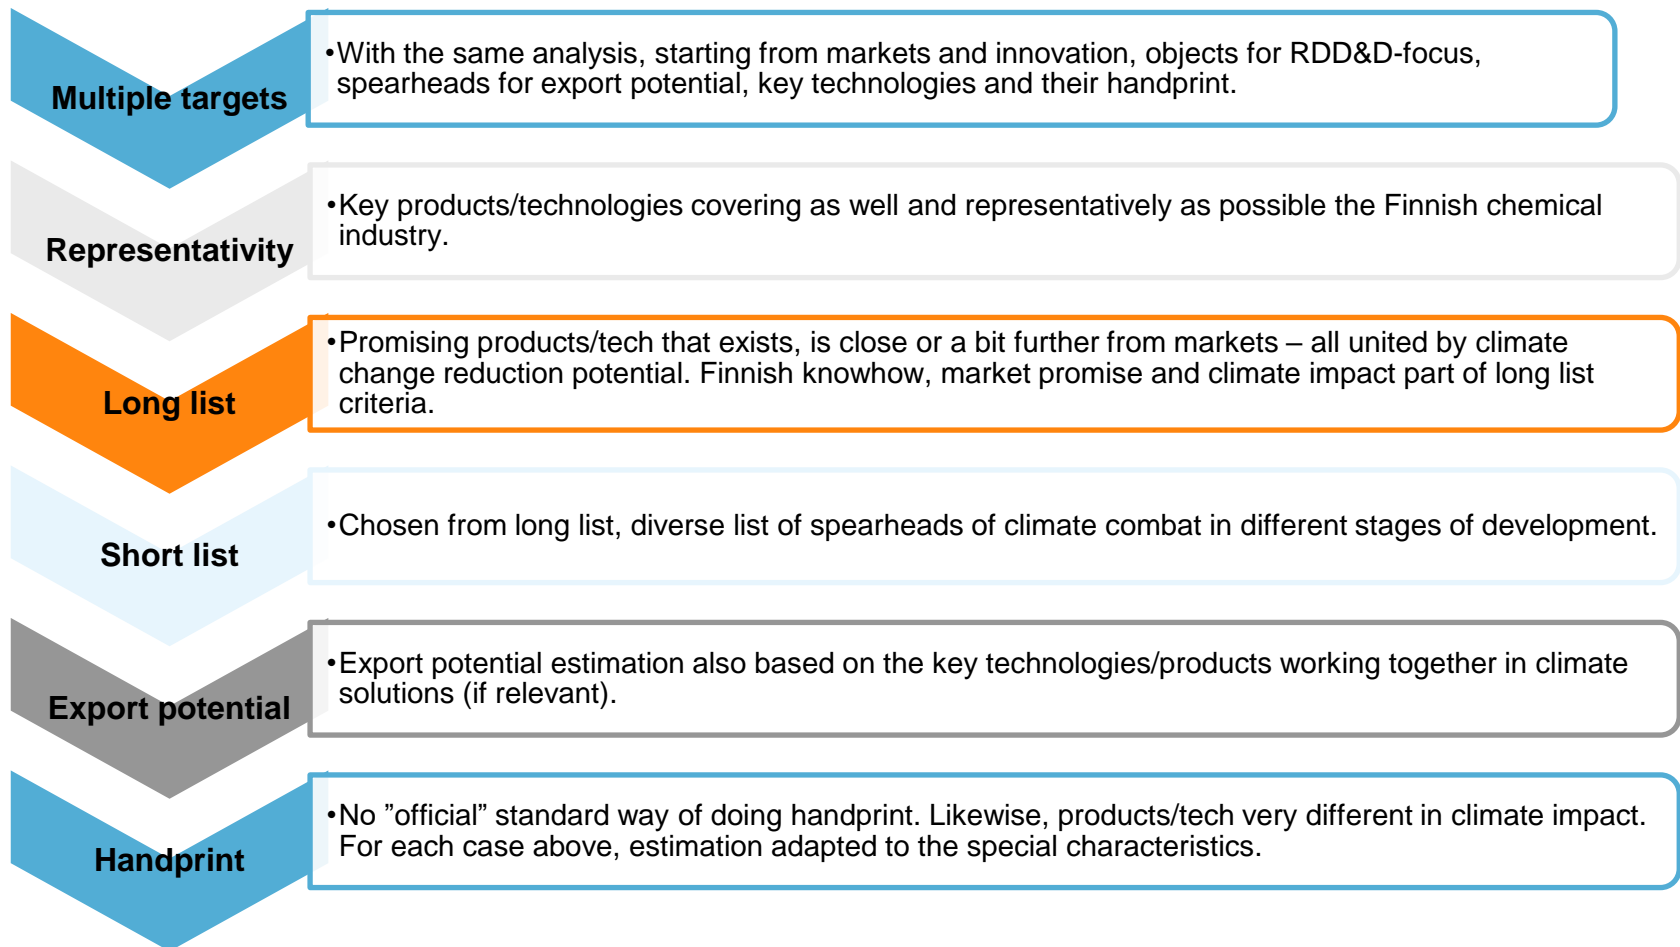 Multiple targets
•With the same analysis, starting from markets and innovation, objects for RDD&D-focus,
spearheads for export potential, key technologies and their handprint.
Representativity
•Key products/technologies covering as well and representatively as possible the Finnish chemical
industry.
Long list
•Promising products/tech that exists, is close or a bit further from markets – all united by climate
change reduction potential. Finnish knowhow, market promise and climate impact part of long list
criteria.
Short list
•Chosen from long list, diverse list of spearheads of climate combat in different stages of development.
Export potential
•Export potential estimation also based on the key technologies/products working together in climate
solutions (if relevant).
Handprint
•No ”official” standard way of doing handprint. Likewise, products/tech very different in climate impact.
For each case above, estimation adapted to the special characteristics.